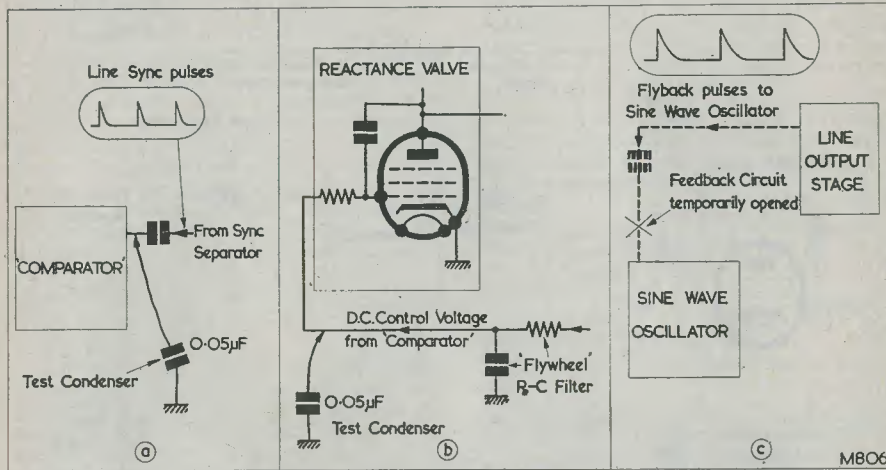 Line Sync pulses
From Sync
Separator
'COMPARATOR'
0·05µF
Test Condenser
a
REACTANCE VALVE
D.C. Control Voltage
from 'Comparator'
'Flywheel'
R-C Filter
0·05µF
Test Condenser
b
Flyback pulses to
Sine Wave Oscillator
LINE
OUTPUT
STAGE
Feedback Circuit
temporarily opened
SINE WAVE
OSCILLATOR
c
M806